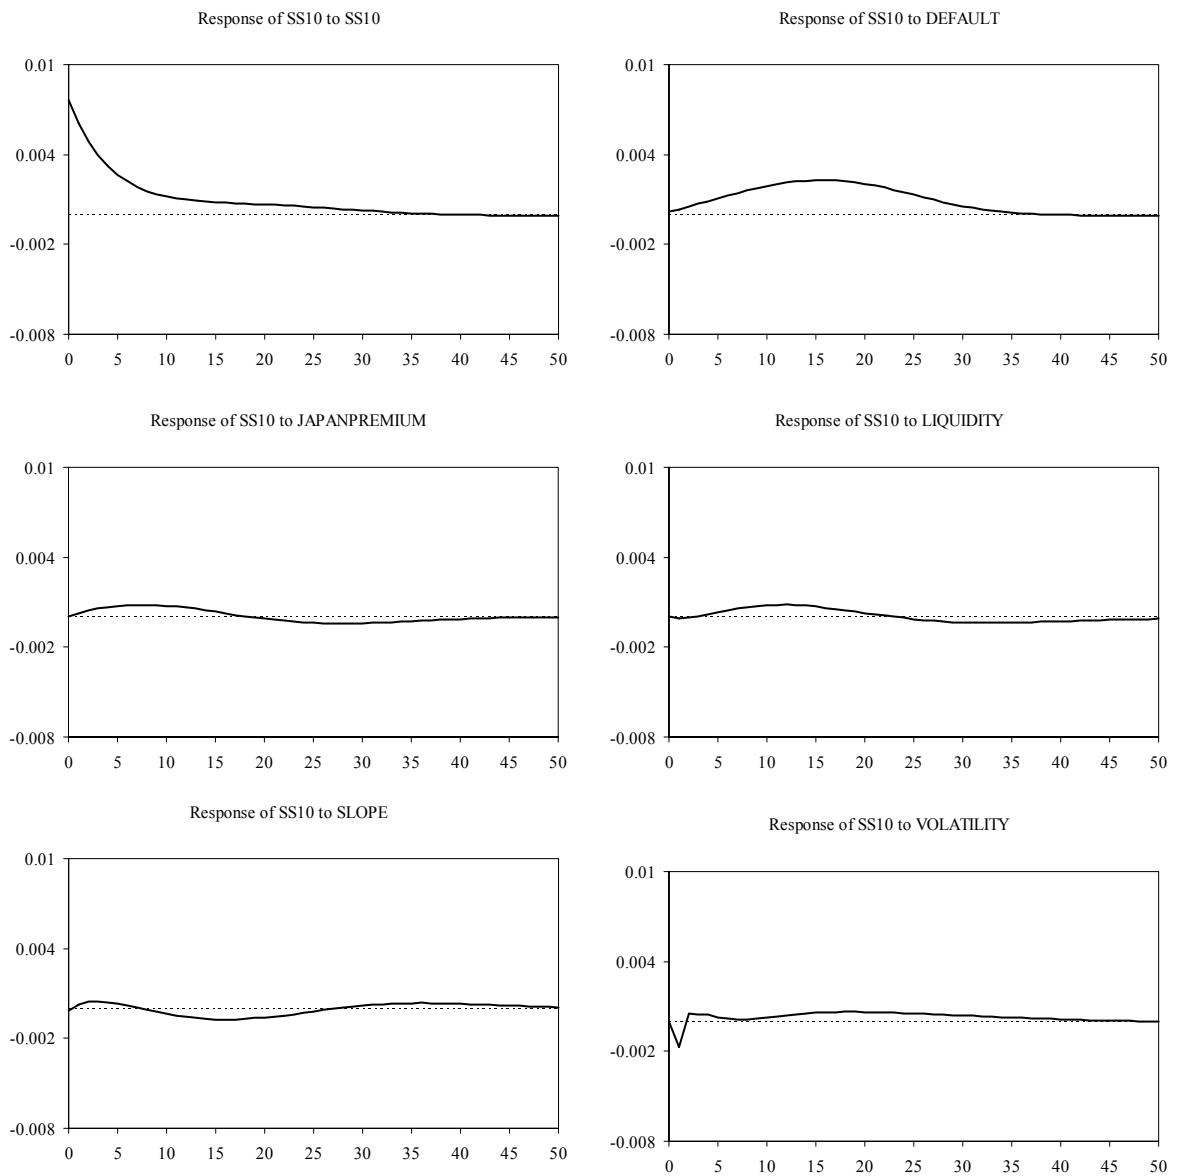 Response of SS10 to SS10
0.01
0.004
-0.002
-0.008
0 5 10 15 20 25 30 35 40 45 50
Response of SS10 to DEFAULT
0.01
0.004
-0.002
-0.008
0 5 10 15 20 25 30 35 40 45 50
Response of SS10 to JAPANPREMIUM
0.01
0.004
-0.002
-0.008
0 5 10 15 20 25 30 35 40 45 50
Response of SS10 to LIQUIDITY
0.01
0.004
-0.002
-0.008
0 5 10 15 20 25 30 35 40 45 50
Response of SS10 to SLOPE
0.01
0.004
-0.002
-0.008
0 5 10 15 20 25 30 35 40 45 50
Response of SS10 to VOLATILITY
0.01
0.004
-0.002
-0.008
0 5 10 15 20 25 30 35 40 45 50